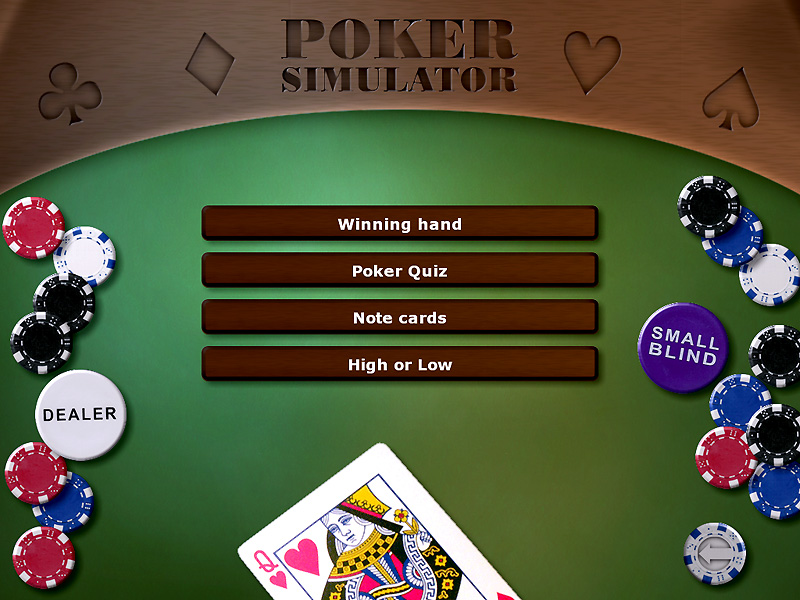 POKER
SIMULATOR
Winning hand
Poker Quiz
Note cards
High or Low
SMALL
BLIND
DEALER
Q